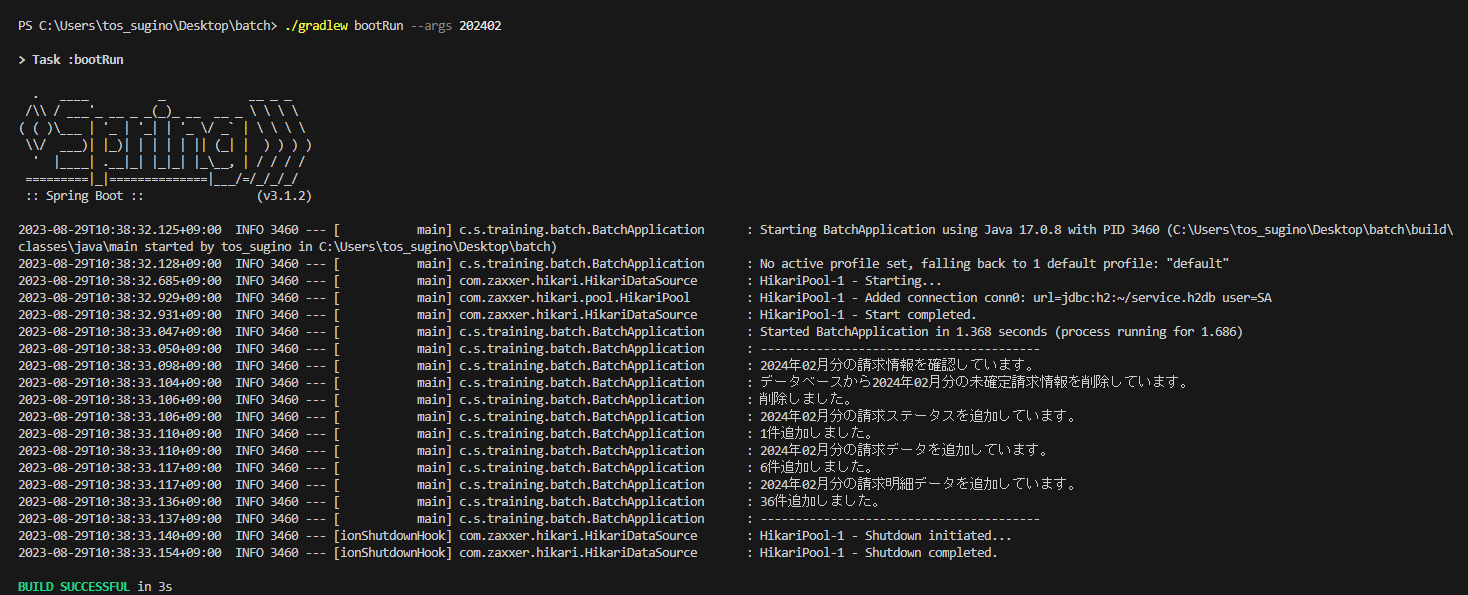 PS C:\Users\tos_sugino\Desktop\batch> ./gradlew bootRun --args 202402
> Task :bootRun
  .   ____          _            __ _ _
 /\\ / ___'_ __ _ _(_)_ __  __ _ \ \ \ \
( ( )\___ | '_ | '_| | '_ \/ _` | \ \ \ \
 \\/  ___)| |_)| | | | | || (_| |  ) ) ) )
  '  |____| .__|_| |_|_| |_\__, | / / / /
 =========|_|==============|___/=/_/_/_/
 :: Spring Boot ::                (v3.1.2)
2023-08-29T10:38:32.125+09:00  INFO 3460 --- [           main] c.s.training.batch.BatchApplication      : Starting BatchApplication using Java 17.0.8 with PID 3460 (C:\Users\tos_sugino\Desktop\batch\build\
classes\java\main started by tos_sugino in C:\Users\tos_sugino\Desktop\batch)
2023-08-29T10:38:32.128+09:00  INFO 3460 --- [           main] c.s.training.batch.BatchApplication      : No active profile set, falling back to 1 default profile: "default"
2023-08-29T10:38:32.685+09:00  INFO 3460 --- [           main] com.zaxxer.hikari.HikariDataSource       : HikariPool-1 - Starting...
2023-08-29T10:38:32.929+09:00  INFO 3460 --- [           main] com.zaxxer.hikari.pool.HikariPool        : HikariPool-1 - Added connection conn0: url=jdbc:h2:~/service.h2db user=SA
2023-08-29T10:38:32.931+09:00  INFO 3460 --- [           main] com.zaxxer.hikari.HikariDataSource       : HikariPool-1 - Start completed.
2023-08-29T10:38:33.047+09:00  INFO 3460 --- [           main] c.s.training.batch.BatchApplication      : Started BatchApplication in 1.368 seconds (process running for 1.686)
2023-08-29T10:38:33.050+09:00  INFO 3460 --- [           main] c.s.training.batch.BatchApplication      : ----------------------------------------
2023-08-29T10:38:33.098+09:00  INFO 3460 --- [           main] c.s.training.batch.BatchApplication      : 2024年02月分の請求情報を確認しています。
2023-08-29T10:38:33.104+09:00  INFO 3460 --- [           main] c.s.training.batch.BatchApplication      : データベースから2024年02月分の未確定請求情報を削除しています。
2023-08-29T10:38:33.106+09:00  INFO 3460 --- [           main] c.s.training.batch.BatchApplication      : 削除しました。
2023-08-29T10:38:33.106+09:00  INFO 3460 --- [           main] c.s.training.batch.BatchApplication      : 2024年02月分の請求ステータスを追加しています。
2023-08-29T10:38:33.110+09:00  INFO 3460 --- [           main] c.s.training.batch.BatchApplication      : 1件追加しました。
2023-08-29T10:38:33.110+09:00  INFO 3460 --- [           main] c.s.training.batch.BatchApplication      : 2024年02月分の請求データを追加しています。
2023-08-29T10:38:33.117+09:00  INFO 3460 --- [           main] c.s.training.batch.BatchApplication      : 6件追加しました。
2023-08-29T10:38:33.117+09:00  INFO 3460 --- [           main] c.s.training.batch.BatchApplication      : 2024年02月分の請求明細データを追加しています。
2023-08-29T10:38:33.136+09:00  INFO 3460 --- [           main] c.s.training.batch.BatchApplication      : 36件追加しました。
2023-08-29T10:38:33.137+09:00  INFO 3460 --- [           main] c.s.training.batch.BatchApplication      : ----------------------------------------
2023-08-29T10:38:33.140+09:00  INFO 3460 --- [ionShutdownHook] com.zaxxer.hikari.HikariDataSource       : HikariPool-1 - Shutdown initiated...
2023-08-29T10:38:33.154+09:00  INFO 3460 --- [ionShutdownHook] com.zaxxer.hikari.HikariDataSource       : HikariPool-1 - Shutdown completed.
BUILD SUCCESSFUL in 3s